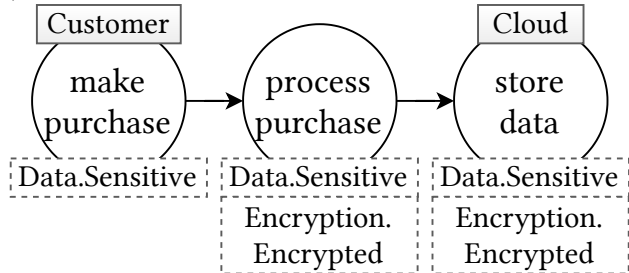 Customer
make
purchase
Data.Sensitive
process
purchase
Data.Sensitive
Encryption.
Encrypted
Cloud
store
data
Data.Sensitive
Encryption.
Encrypted